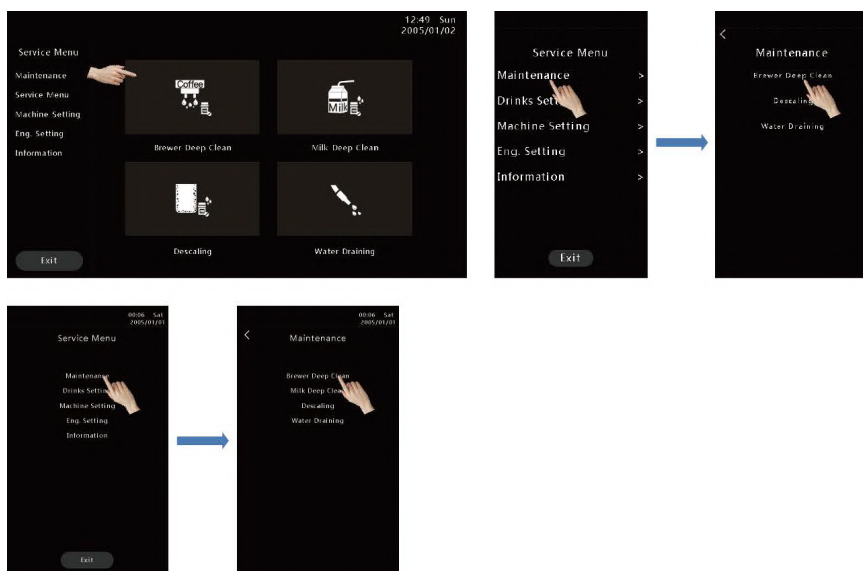 12:49 Sun
2005/01/02
Service Menu
Maintenance
Service Menu
Machine Setting
Eng. Setting
Information
Exit
Coffee
Brewer Deep Clean
Milk
Milk Deep Clean
Descaling
Water Draining
Service Menu
Maintenance >
Drinks Sett >
Machine Setting >
Eng. Setting >
Information >
Exit
<
Maintenance
Brewer Deep Clean
Descaling
Water Draining
00:06 Sat
2005/01/01
Service Menu
Maintenance
Drinks Settin
Machine Setting
Eng. Setting
Information
Exit
00:06 Sat
2005/01/01
<
Maintenance
Brewer Deep Clean
Milk Deep Clea
Descaling
Water Draining